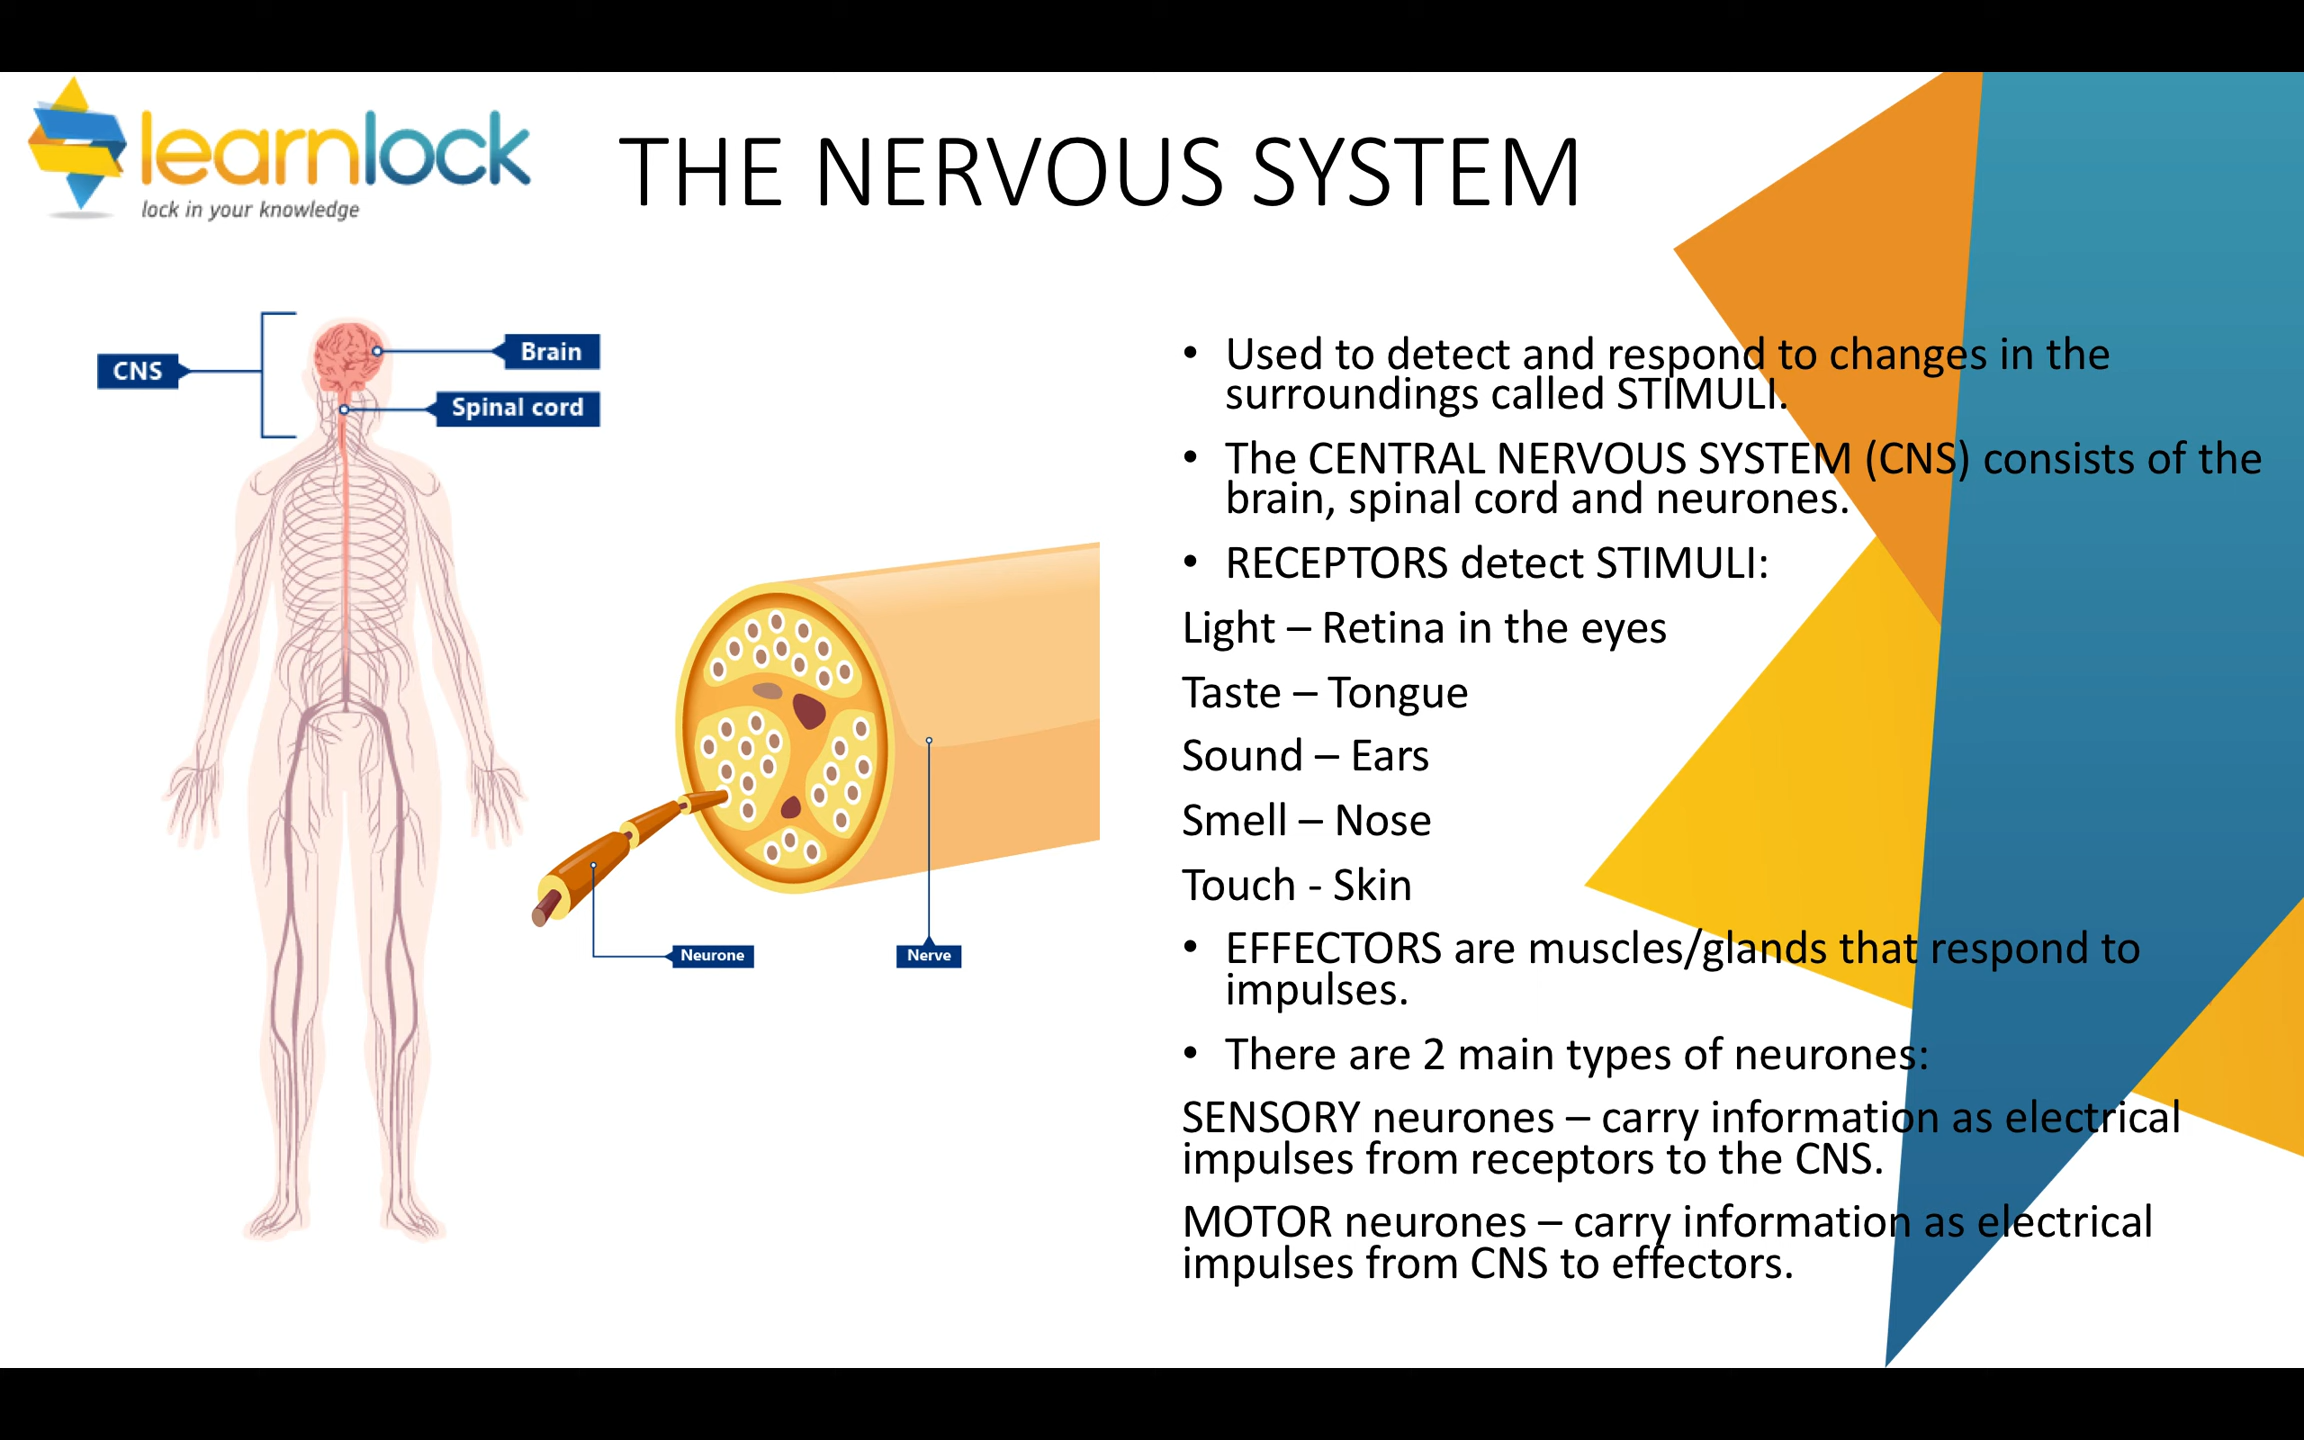 learnlock
lock in your knowledge
THE NERVOUS SYSTEM
CNS
Brain
Spinal cord
Neurone
Nerve
• Used to detect and respond to changes in the
surroundings called STIMULI.
• The CENTRAL NERVOUS SYSTEM (CNS) consists of the
brain, spinal cord and neurones.
• RECEPTORS detect STIMULI:
Light – Retina in the eyes
Taste – Tongue
Sound – Ears
Smell – Nose
Touch - Skin
• EFFECTORS are muscles/glands that respond to
impulses.
• There are 2 main types of neurones:
SENSORY neurones – carry information as electrical
impulses from receptors to the CNS.
MOTOR neurones – carry information as electrical
impulses from CNS to effectors.